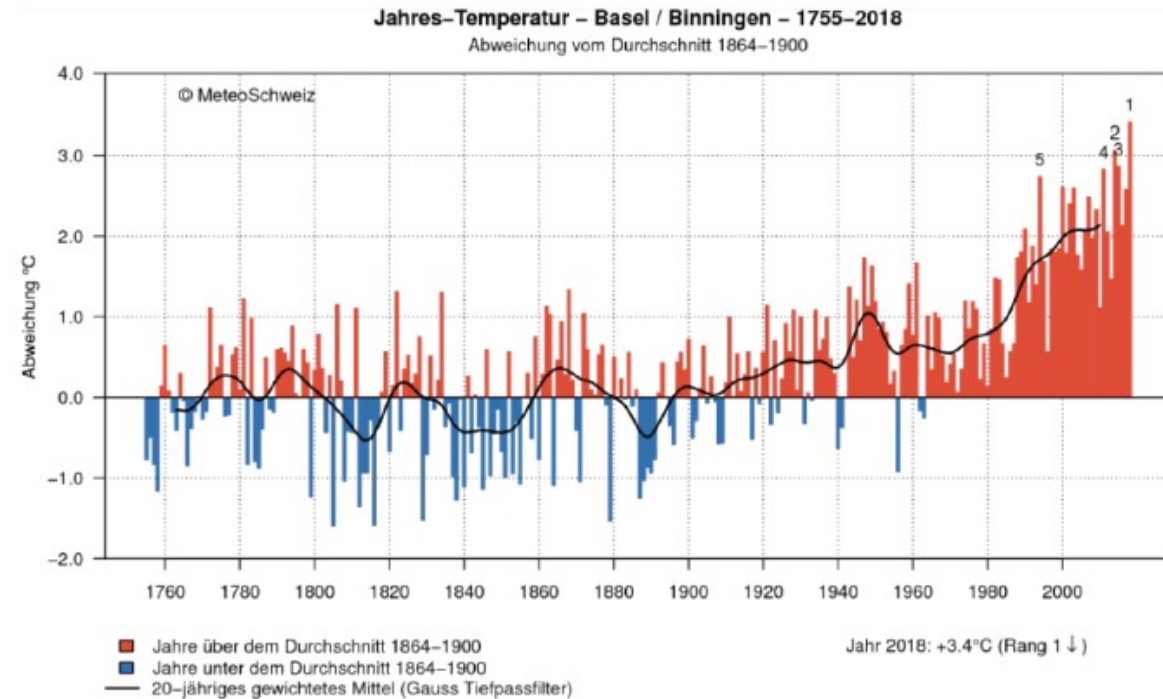 Jahres-Temperatur - Basel / Binningen - 1755-2018
Abweichung vom Durchschnitt 1864-1900
© MeteoSchweiz
Abweichung °C
4.0
3.0
2.0
1.0
0.0
-1.0
-2.0
5
4
2
3
1
1760 1780 1800 1820 1840 1860 1880 1900 1920 1940 1960 1980 2000
Jahre über dem Durchschnitt 1864-1900
Jahre unter dem Durchschnitt 1864-1900
20-jähriges gewichtetes Mittel (Gauss Tiefpassfilter)
Jahr 2018: +3.4°C (Rang 1 ↓)